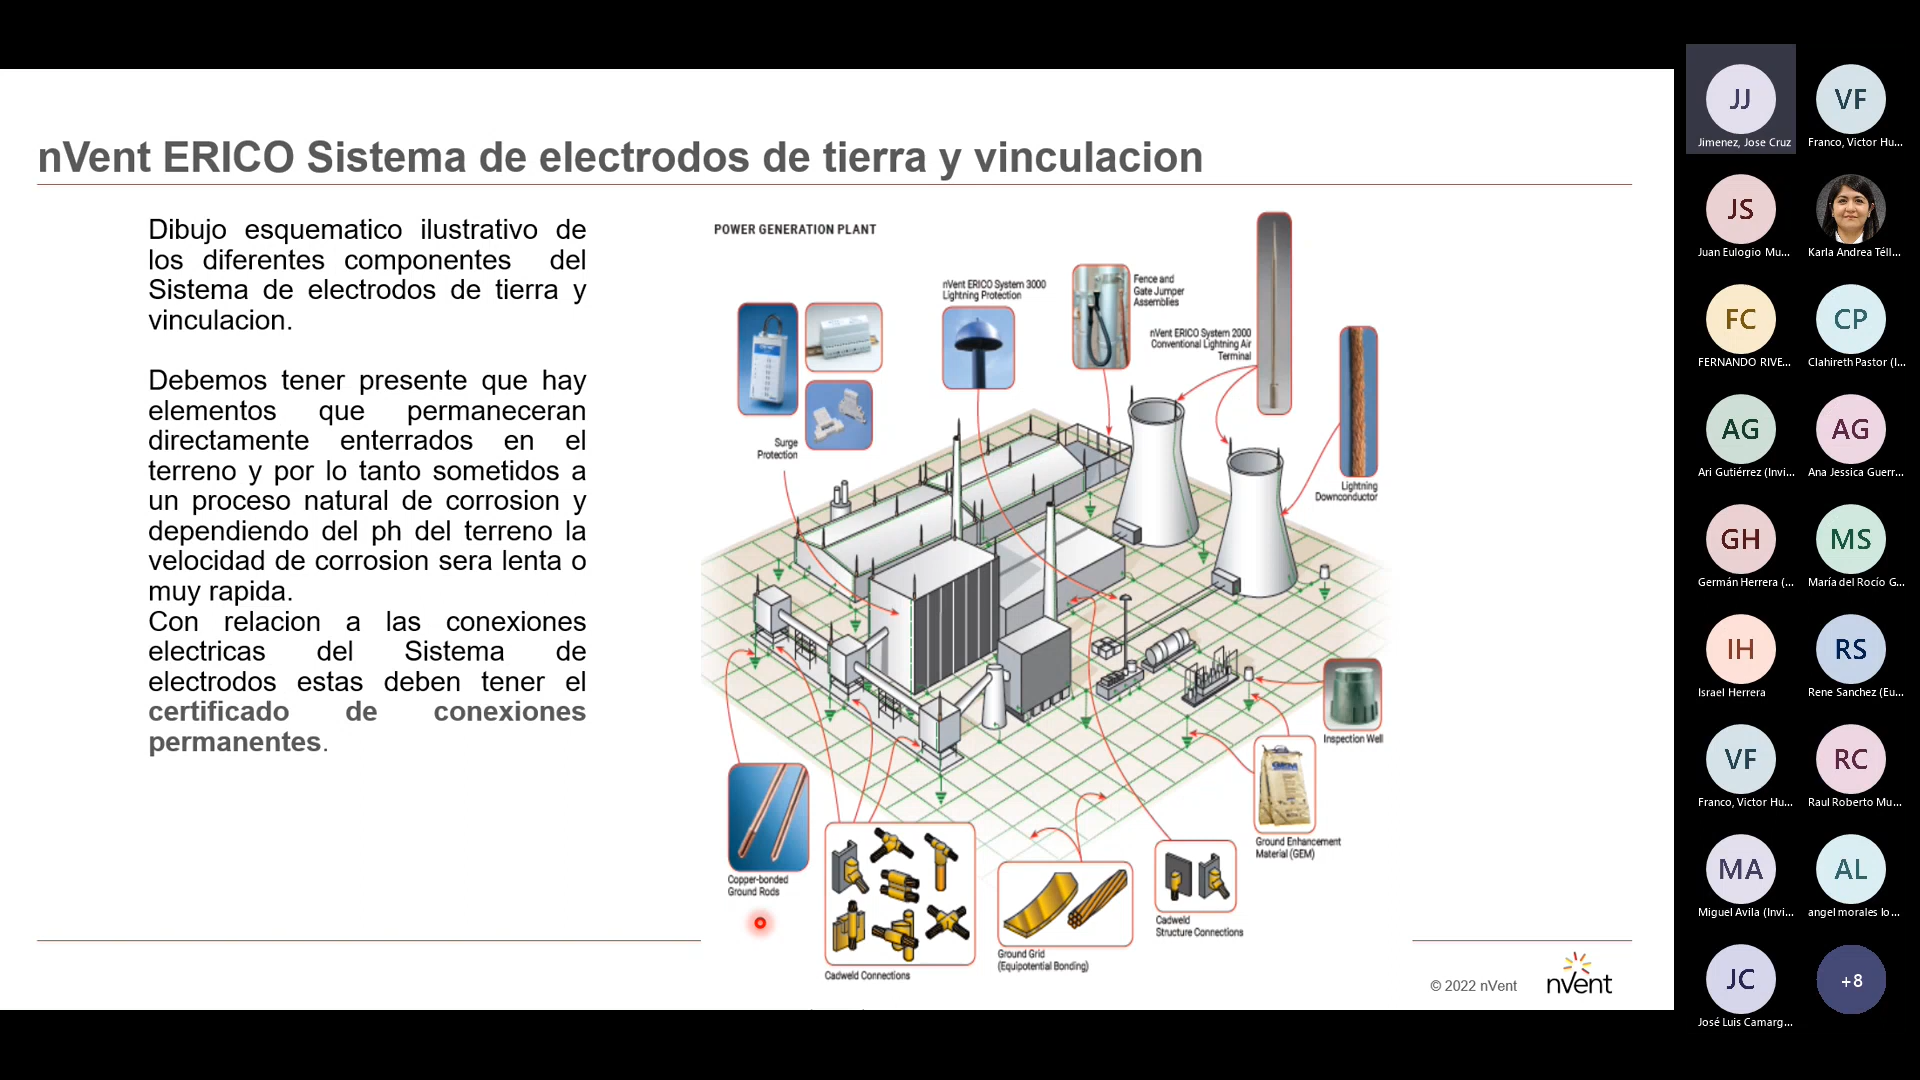 nVent ERICO Sistema de electrodos de tierra y vinculacion
Dibujo esquematico ilustrativo de
los diferentes componentes del
Sistema de electrodos de tierra y
vinculacion.
Debemos tener presente que hay
elementos que permaneceran
directamente enterrados en el
terreno y por lo tanto sometidos a
un proceso natural de corrosion y
dependiendo del ph del terreno la
velocidad de corrosion sera lenta o
muy rapida.
Con relacion a las conexiones
electricas del Sistema de
electrodos estas deben tener el
certificado de conexiones
permanentes.
POWER GENERATION PLANT
nVent ERICO System 3000
Lightning Protection
Fence and
Gate Jumper
Assemblies
nVent ERICO System 2000
Conventional Lightning Air
Terminal
Surge
Protection
Lightning
Downconductor
Inspection Well
GEM
Ground Enhancement
Material (GEM)
Copper-bonded
Ground Rods
Cadweld Connections
Ground Grid
(Equipotential Bonding)
Cadweld
Structure Connections
© 2022 nVent
nVent
JJ
Jimenez, Jose Cruz
VF
Franco, Victor Hu...
JS
Juan Eulogio Mu...
Karla Andrea Téll...
FC
FERNANDO RIVE...
CP
Clahireth Pastor (I...
AG
Ari Gutiérrez (Invi...
AG
Ana Jessica Guerr...
GH
Germán Herrera (...
MS
María del Rocío G...
IH
Israel Herrera
RS
Rene Sanchez (Eu...
VF
Franco, Victor Hu...
RC
Raul Roberto Mu...
MA
Miguel Avila (Invi...
AL
angel morales lo...
JC
José Luis Camarg...
+8